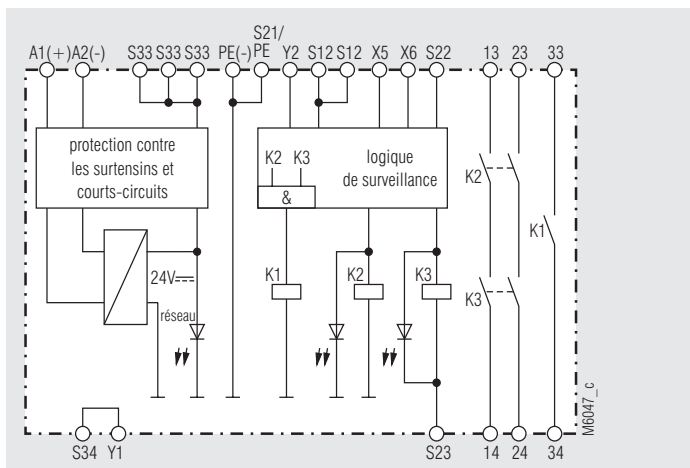 S21/
A1(+) A2(-) S33 S33 S33 PE(-) PE Y2 S12 S12 X5 X6 S22 13 23 33
protection contre
les surtensins et
courts-circuits
K2 K3
&
logique
de surveillance
K2
K1
24V
réseau
K1 K2 K3
K3
M6047_c
S34 Y1 S23 14 24 34